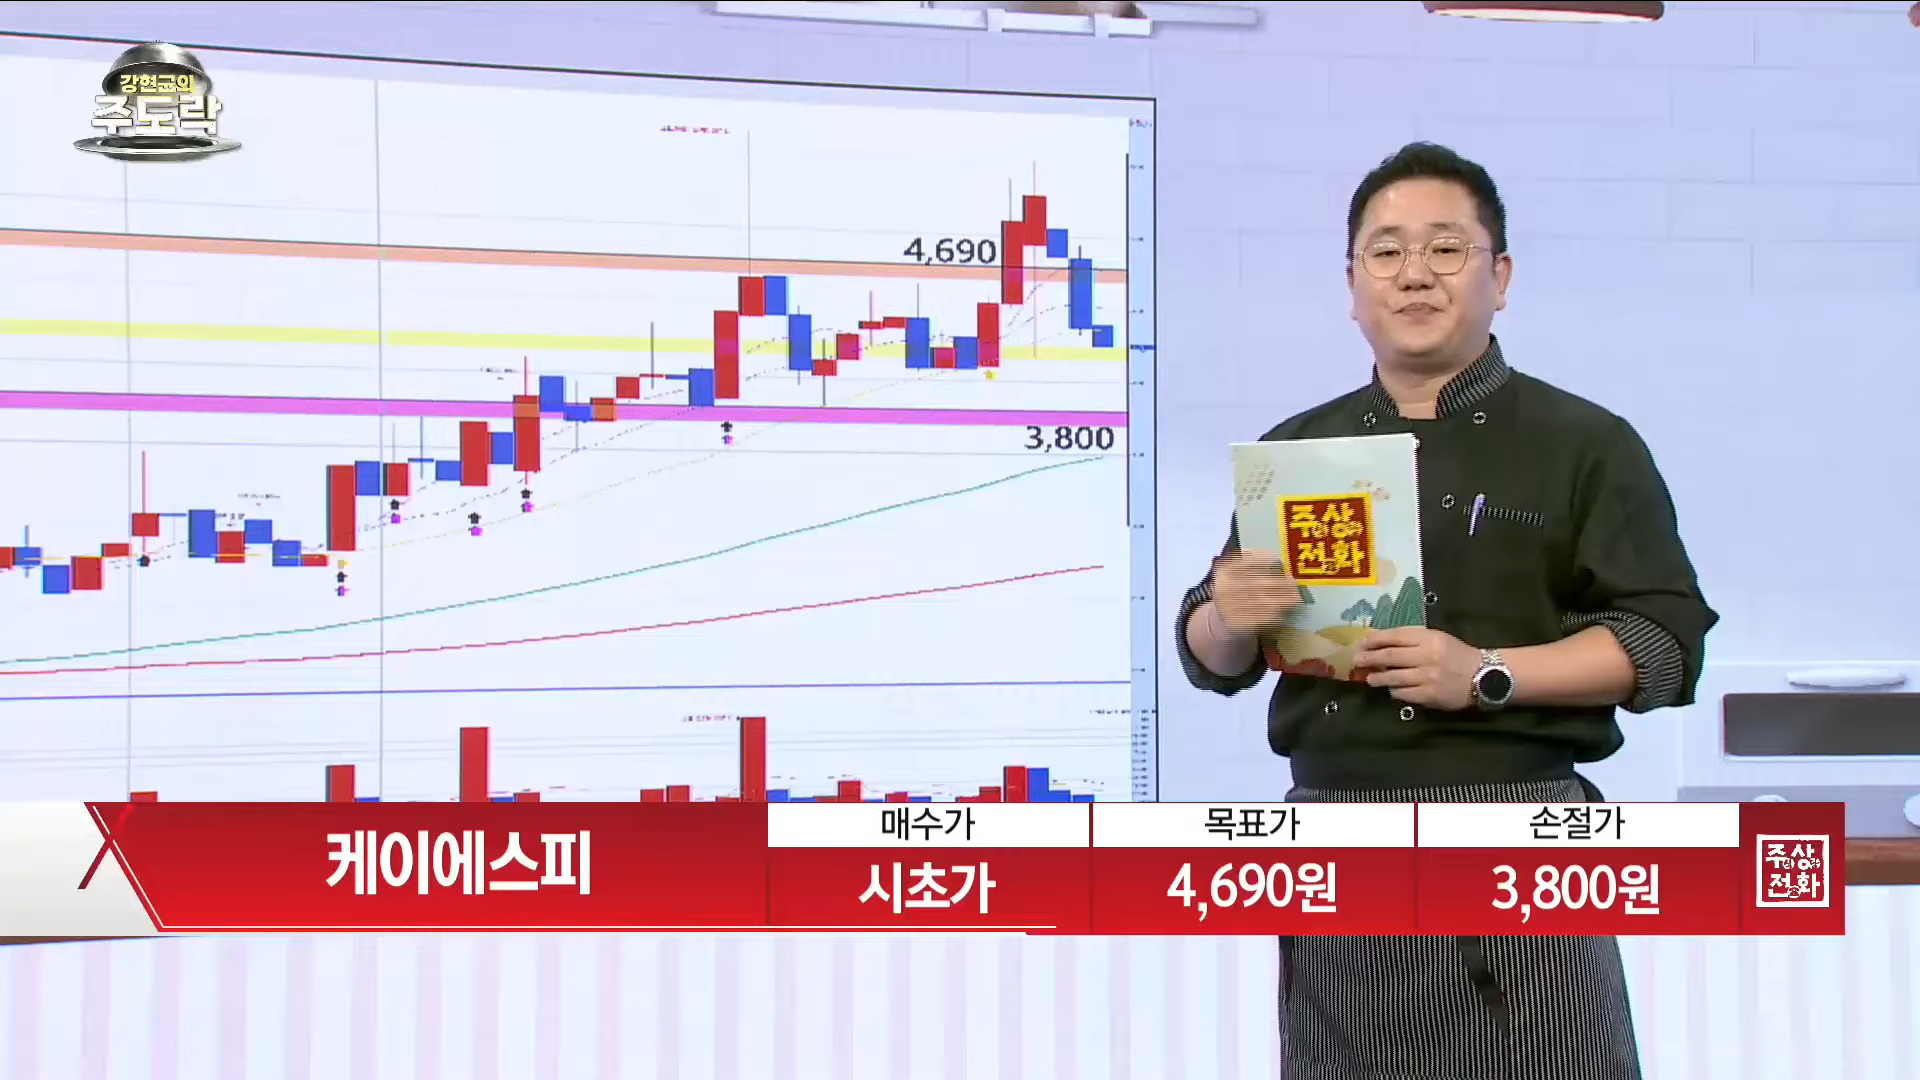 강현균의
주도락
4,690
3,800
주상
전화
케이에스피
매수가
시초가
목표가
4,690원
손절가
3,800원
주상
전화